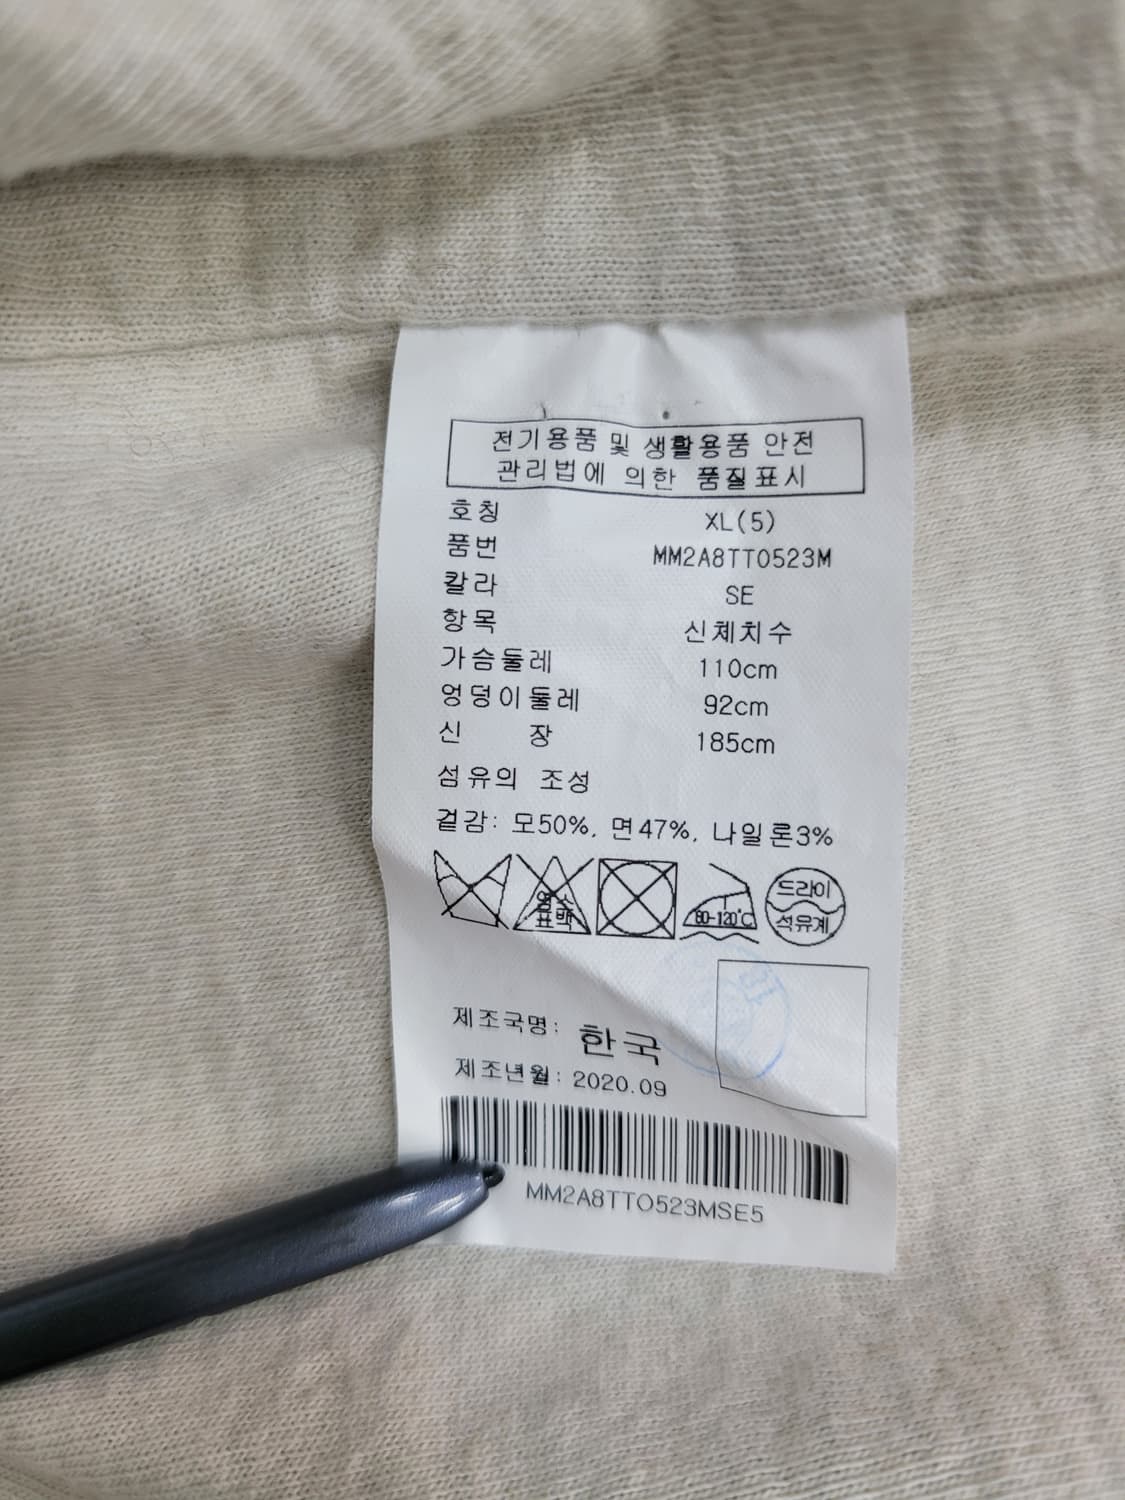 전기용품 및 생활용품 안전
관리법에 의한 품질표시
호칭 XL(5)
품번 MM2A8TT0523M
칼라 SE
항목 신체치수
가슴둘레 110cm
엉덩이둘레 92cm
신 장 185cm
섬유의 조성
겉감: 모50%, 면47%, 나일론3%
염소
표백
80-120℃
드라이
석유계
제조국명: 한국
제조년월: 2020.09
MM2A8TT0523MSE5